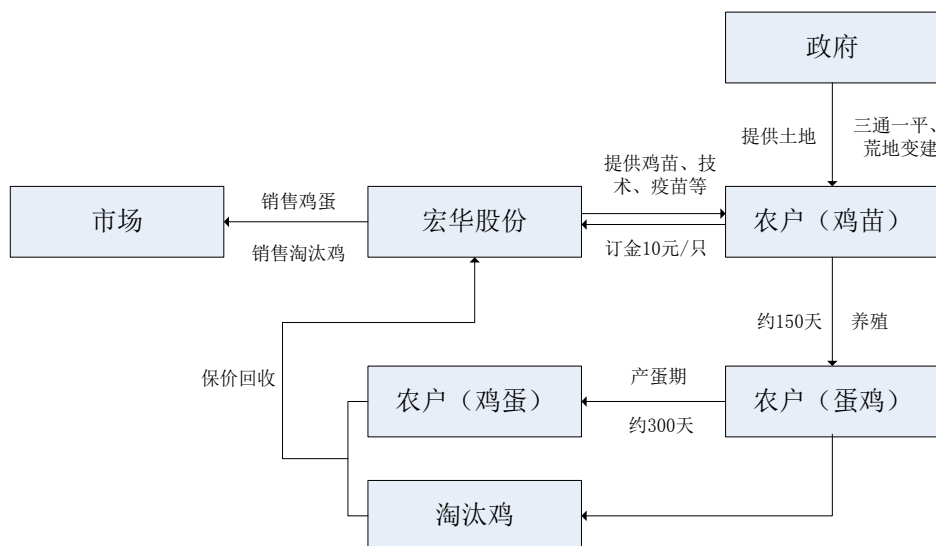 政府
提供土地
三通一平、
荒地变建
提供鸡苗、技
术、疫苗等
销售鸡蛋
市场
宏华股份
农户（鸡苗）
销售淘汰鸡
订金10元/只
约150天
养殖
保价回收
产蛋期
农户（鸡蛋）
农户（蛋鸡）
约300天
淘汰鸡